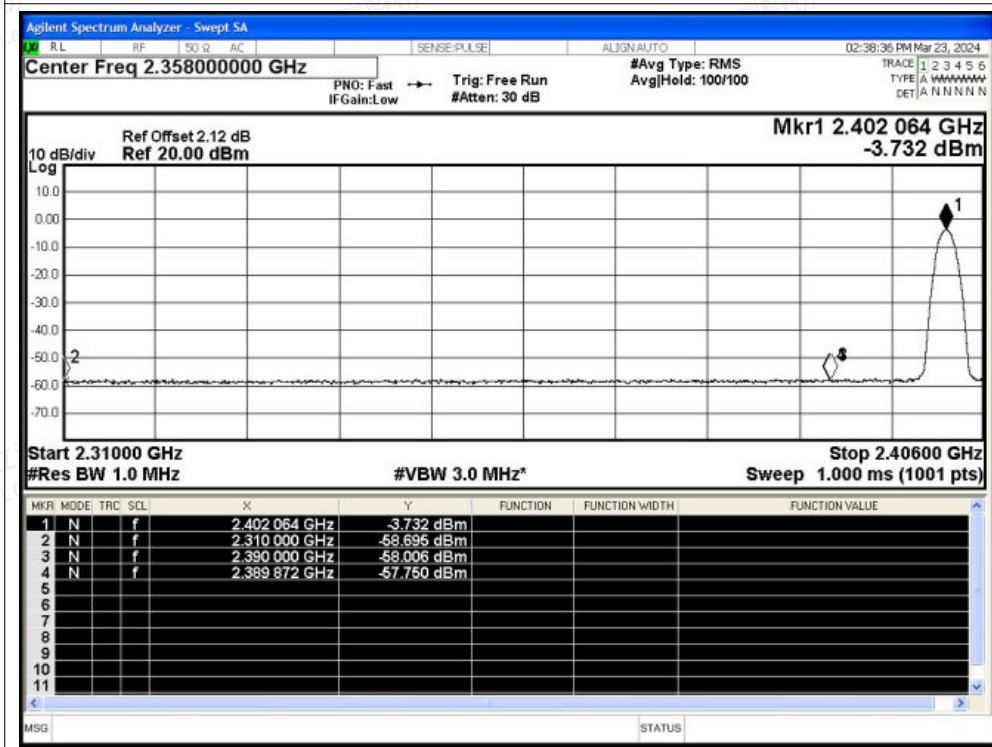 Agilent Spectrum Analyzer - Swept SA
RL RF 50 Ω AC SENSE:PULSE ALIGN AUTO 02:38:36 PM Mar 23, 2024
Center Freq 2.358000000 GHz
PNO: Fast
IFGain:Low
Trig: Free Run
#Atten: 30 dB
#Avg Type: RMS
Avg|Hold: 100/100
TRACE 1 2 3 4 5 6
TYPE A WWWWW
DET A N N N N N
Mkr1 2.402 064 GHz
-3.732 dBm
Ref Offset 2.12 dB
10 dB/div Ref 20.00 dBm
Log
10.0
0.00
-10.0
-20.0
-30.0
-40.0
-50.0
-60.0
-70.0
1
2
Start 2.31000 GHz Stop 2.40600 GHz
#Res BW 1.0 MHz #VBW 3.0 MHz* Sweep 1.000 ms (1001 pts)
MKR MODE TRC SCL X Y FUNCTION FUNCTION WIDTH FUNCTION VALUE
1 N f 2.402 064 GHz -3.732 dBm
2 N f 2.310 000 GHz -58.695 dBm
3 N f 2.390 000 GHz -58.006 dBm
4 N f 2.389 872 GHz -57.750 dBm
5
6
7
8
9
10
11
MSG STATUS